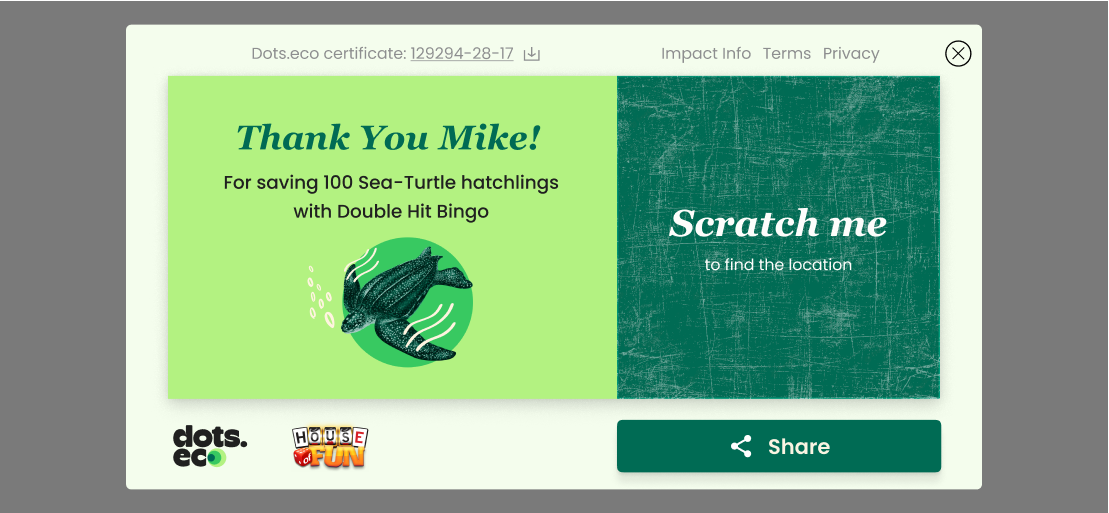 Dots.eco certificate: 129294-28-17
Impact Info Terms Privacy
Thank You Mike!
For saving 100 Sea-Turtle hatchlings
with Double Hit Bingo
Scratch me
to find the location
dots.
eco
HOUSE
of FUN
Share